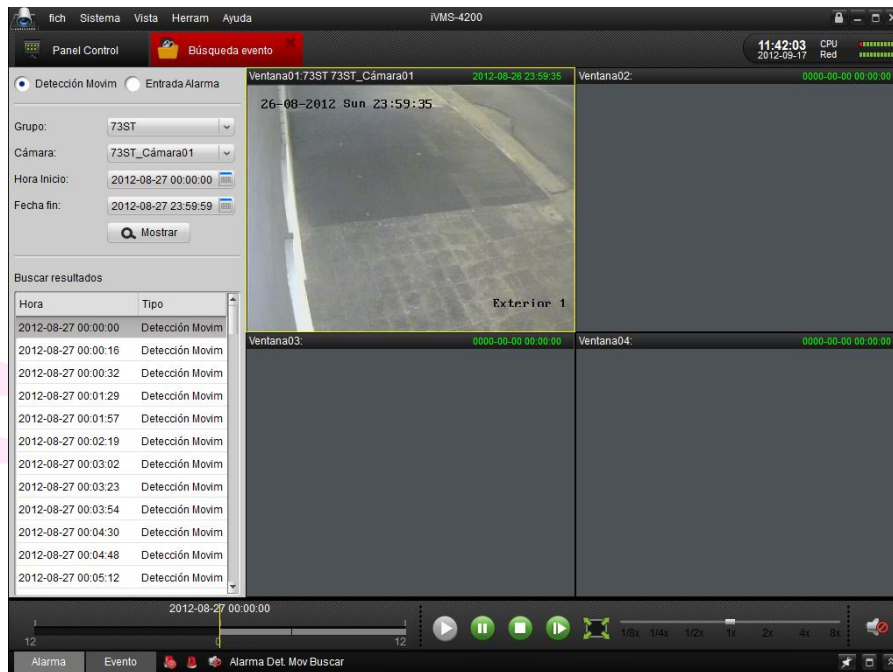 fich Sistema Vista Herram Ayuda
iVMS-4200
Panel Control
Búsqueda evento
11:42:03
2012-09-17
CPU
Red
Detección Movim
Entrada Alarma
Grupo: 73ST
Cámara: 73ST_Cámara01
Hora Inicio: 2012-08-27 00:00:00
Fecha fin: 2012-08-27 23:59:59
Mostrar
Buscar resultados
Hora Tipo
2012-08-27 00:00:00 Detección Movim
2012-08-27 00:00:16 Detección Movim
2012-08-27 00:00:32 Detección Movim
2012-08-27 00:01:29 Detección Movim
2012-08-27 00:01:57 Detección Movim
2012-08-27 00:02:19 Detección Movim
2012-08-27 00:03:02 Detección Movim
2012-08-27 00:03:23 Detección Movim
2012-08-27 00:03:54 Detección Movim
2012-08-27 00:04:30 Detección Movim
2012-08-27 00:04:48 Detección Movim
2012-08-27 00:05:12 Detección Movim
Ventana01:73ST 73ST_Cámara01 2012-08-26 23:59:35
26-08-2012 Sun 23:59:35
Exterior 1
Ventana02: 0000-00-00 00:00:00
Ventana03: 0000-00-00 00:00:00
Ventana04: 0000-00-00 00:00:00
2012-08-27 00:00:00
12 0 12
1/8x 1/4x 1/2x 1x 2x 4x 8x
Alarma Evento Alarma Det. Mov Buscar